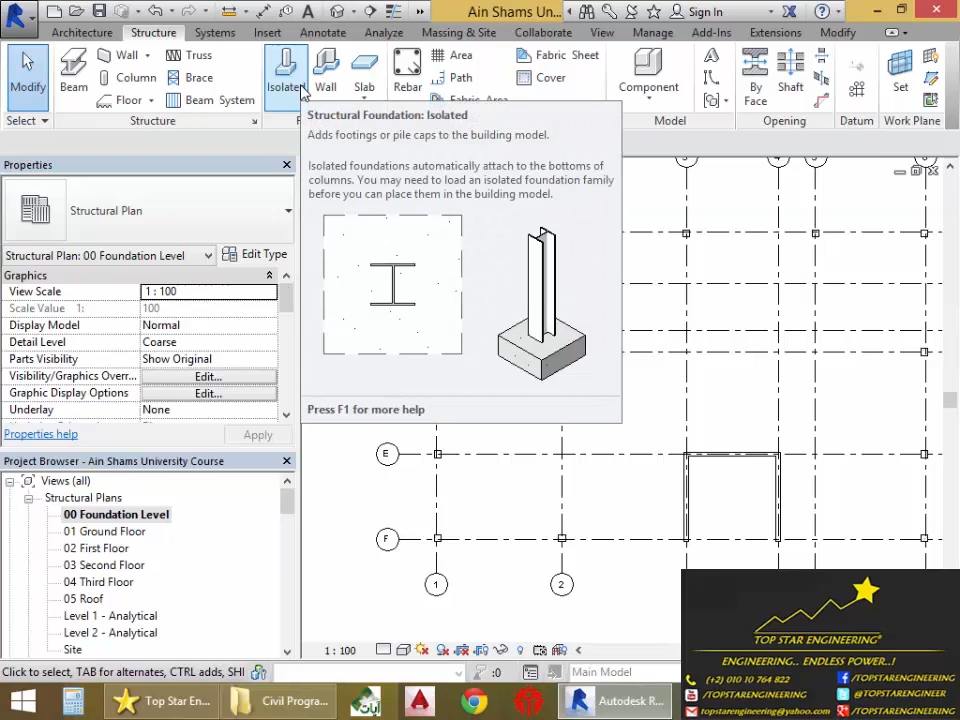 Ain Shams Un...
Sign In
Architecture Structure Systems Insert Annotate Analyze Massing & Site Collaborate View Manage Add-Ins Extensions Modify
Modify
Beam
Wall
Column
Floor
Truss
Brace
Beam System
Isolated
Wall
Slab
Rebar
Area
Path
Fabric Area
Fabric Sheet
Cover
Component
By
Face
Shaft
Set
Select
Structure
Model
Opening
Datum
Work Plane
Structural Foundation: Isolated
Adds footings or pile caps to the building model.
Isolated foundations automatically attach to the bottoms of
columns. You may need to load an isolated foundation family
before you can place them in the building model.
Press F1 for more help
Properties
Structural Plan
Structural Plan: 00 Foundation Level
Edit Type
Graphics
View Scale 1 : 100
Scale Value 1: 100
Display Model Normal
Detail Level Coarse
Parts Visibility Show Original
Visibility/Graphics Overr... Edit...
Graphic Display Options Edit...
Underlay None
Properties help
Apply
Project Browser - Ain Shams University Course
Views (all)
Structural Plans
00 Foundation Level
01 Ground Floor
02 First Floor
03 Second Floor
04 Third Floor
05 Roof
Level 1 - Analytical
Level 2 - Analytical
Site
E
F
1
2
1 : 100
Click to select, TAB for alternates, CTRL adds, SHI
:0
Main Model
Top Star En...
Civil Progra...
Autodesk R...
TOP STAR ENGINEERING®
ENGINEERING.. ENDLESS POWER..!
(+2) 010 10 764 822
/TOPSTARENGINEERING
/TOPSTARENGINEERING
@TOPSTARENGINEER
topstarengineering@yahoo.com
/+TOPSTARENGINEERING